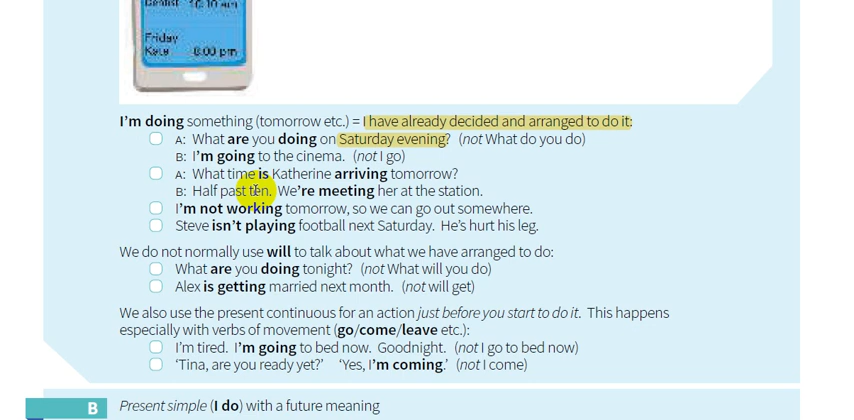 Dentist 10:10 am
Friday
Kate 8:00 pm
I'm doing something (tomorrow etc.) = I have already decided and arranged to do it:
A: What are you doing on Saturday evening? (not What do you do)
B: I'm going to the cinema. (not I go)
A: What time is Katherine arriving tomorrow?
B: Half past ten. We're meeting her at the station.
I'm not working tomorrow, so we can go out somewhere.
Steve isn't playing football next Saturday. He's hurt his leg.
We do not normally use will to talk about what we have arranged to do:
What are you doing tonight? (not What will you do)
Alex is getting married next month. (not will get)
We also use the present continuous for an action just before you start to do it. This happens
especially with verbs of movement (go/come/leave etc.):
I'm tired. I'm going to bed now. Goodnight. (not I go to bed now)
'Tina, are you ready yet?' 'Yes, I'm coming.' (not I come)
B Present simple (I do) with a future meaning